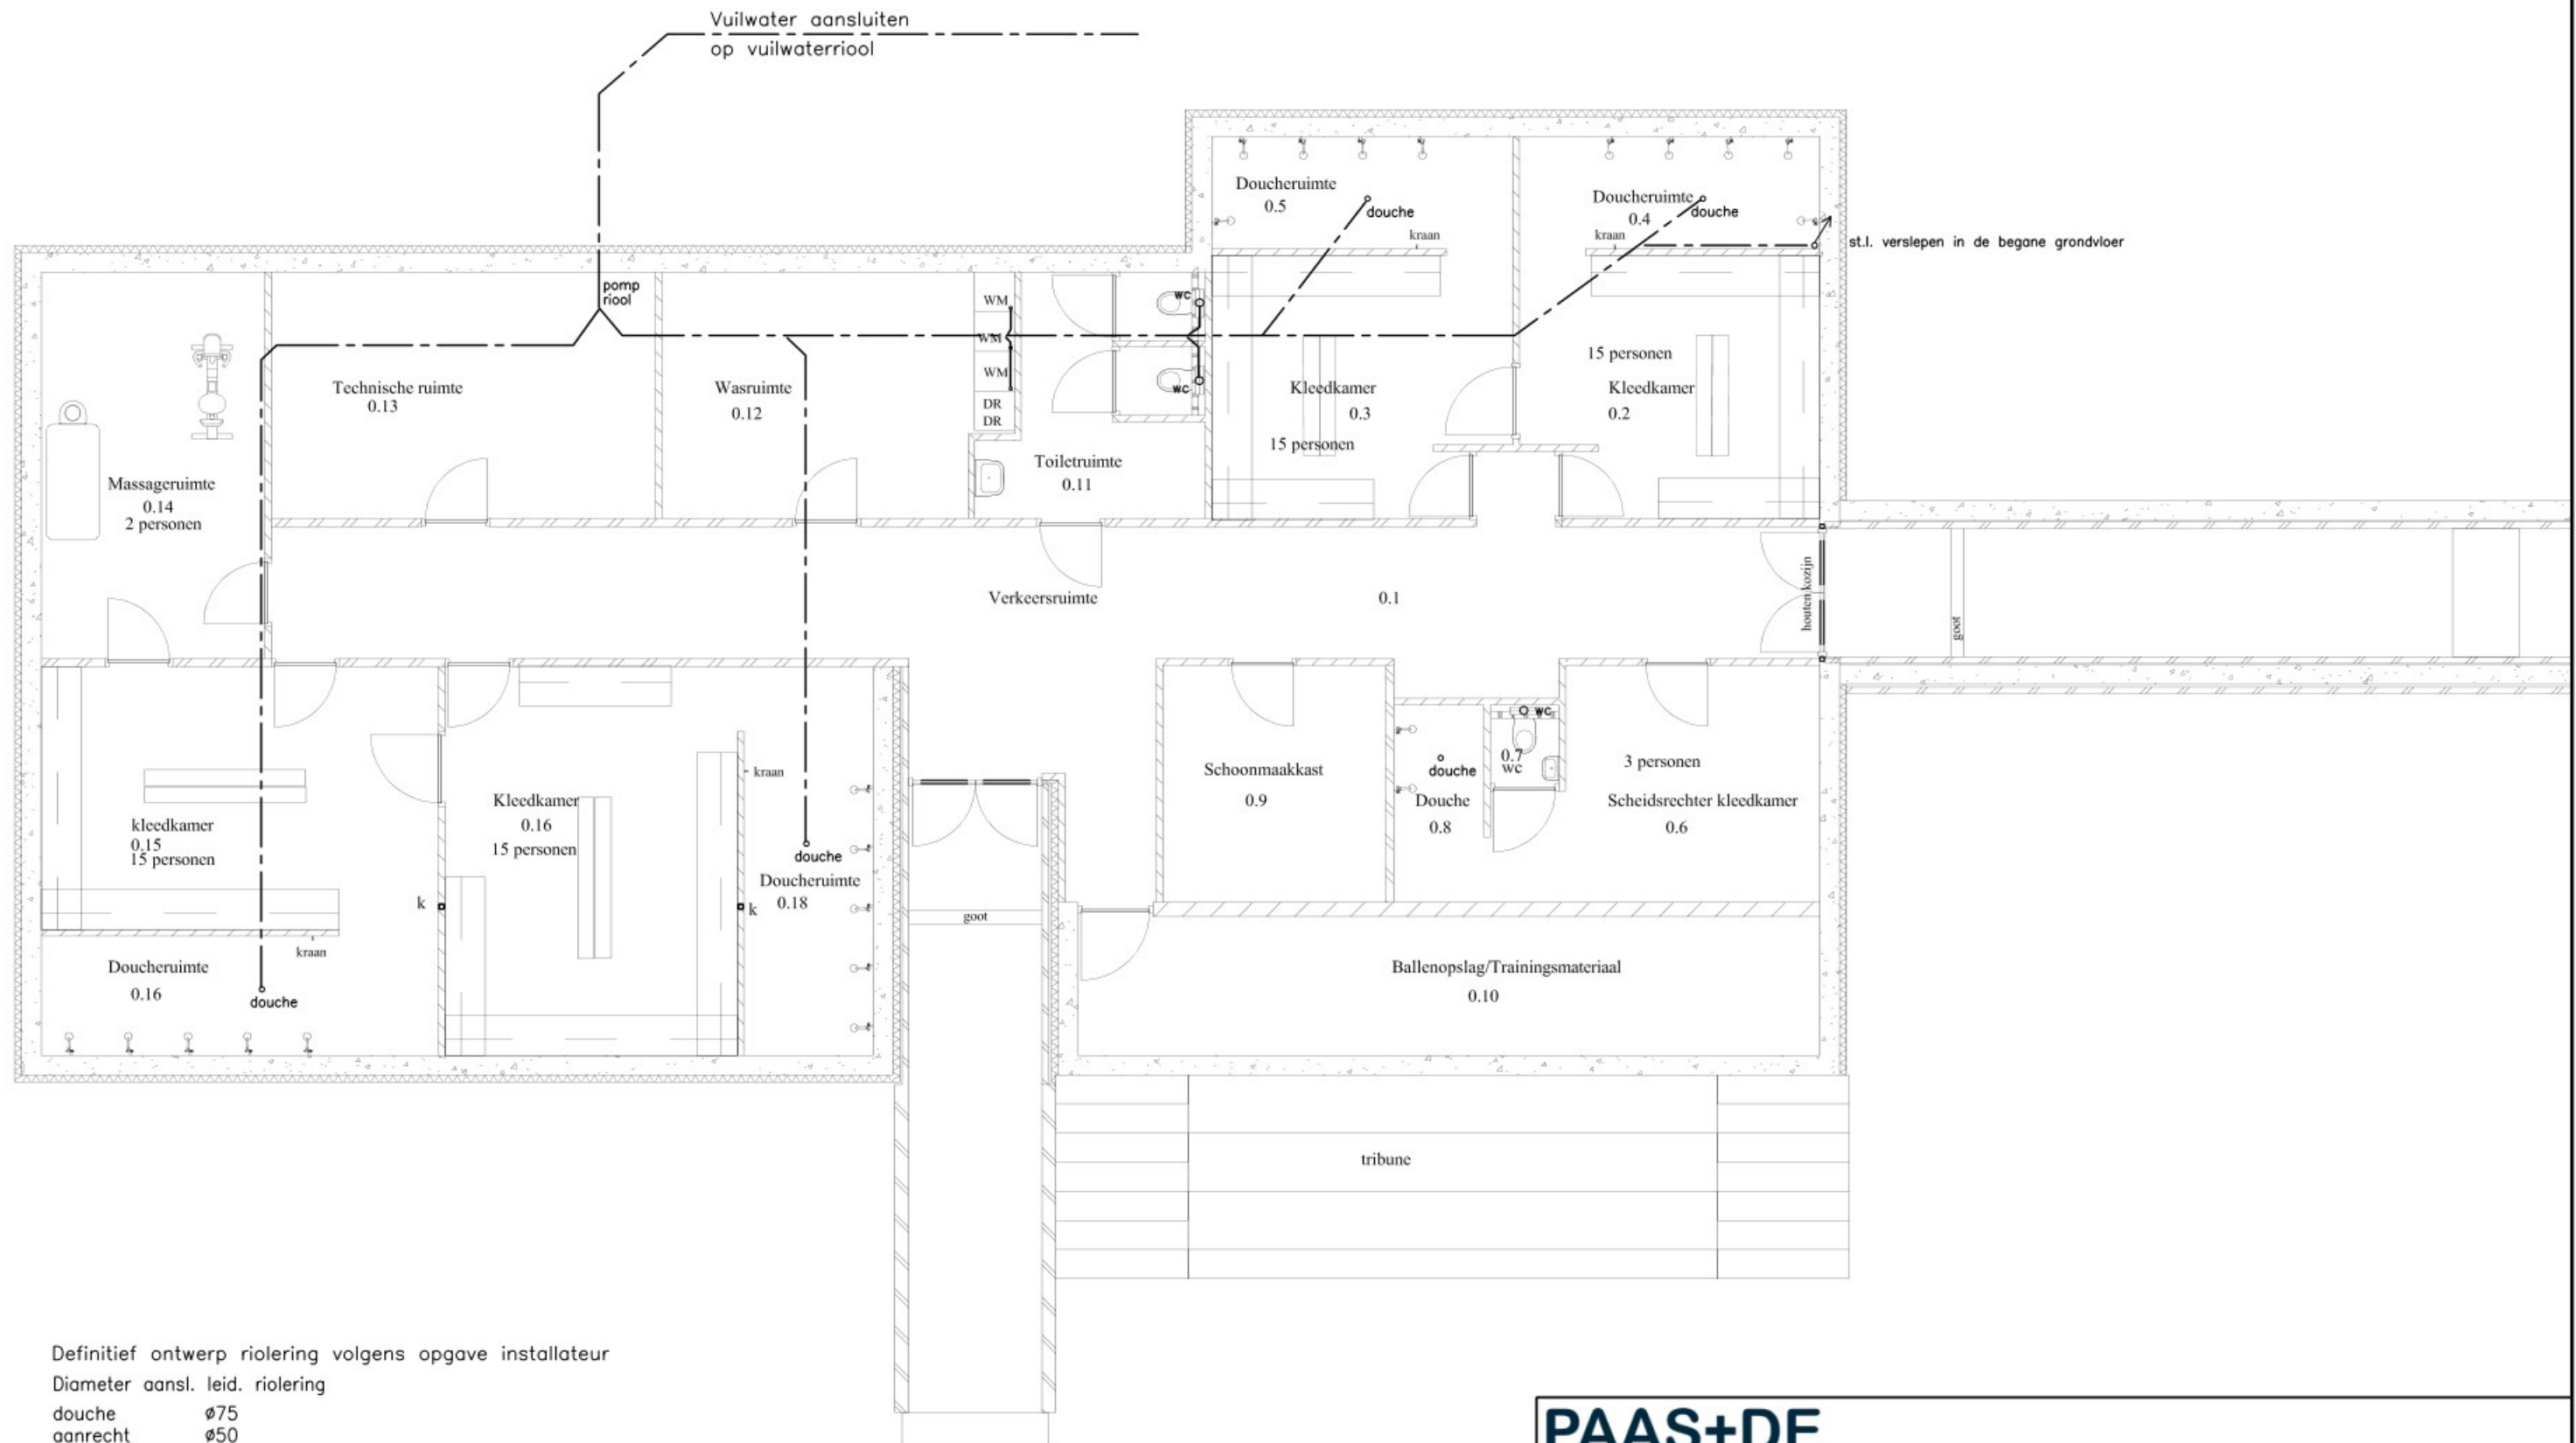 Vuilwater aansluiten
op vuilwaterriool
Doucheruimte
0.5
douche
kraan
Doucheruimte
0.4
douche
kraan
st.l. verslepen in de begane grondvloer
pomp
riool
WM
WM
WM
DR
DR
wc
wc
Technische ruimte
0.13
Wasruimte
0.12
Toiletruimte
0.11
Kleedkamer
0.3
15 personen
15 personen
Kleedkamer
0.2
Massageruimte
0.14
2 personen
Verkeersruimte
0.1
houten kozijn
goot
kleedkamer
0.15
15 personen
k
kraan
Doucheruimte
0.16
douche
Kleedkamer
0.16
15 personen
kraan
douche
Doucheruimte
0.18
k
goot
Schoonmaakkast
0.9
douche
Douche
0.8
wc
0.7
wc
3 personen
Scheidsrechter kleedkamer
0.6
Ballenopslag/Trainingsmateriaal
0.10
tribune
Definitief ontwerp riolering volgens opgave installateur
Diameter aansl. leid. riolering
douche ø75
aanrecht ø50
PAAS+DE